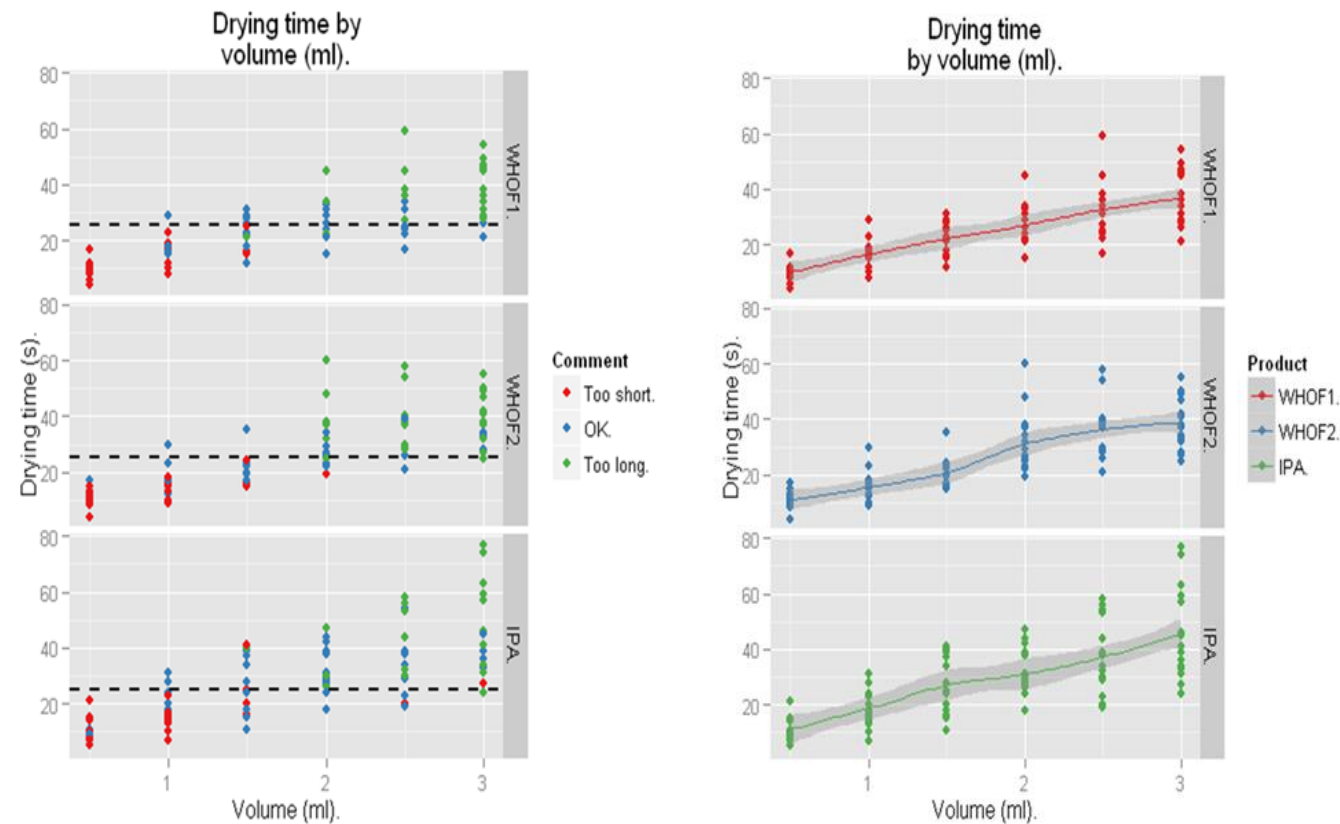 Drying time by
volume (ml).
80
60
40
20
WHOF1.
80
60
40
20
WHOF2.
80
60
40
20
IPA.
Drying time (s).
1
2
3
Volume (ml).
Comment
Too short.
OK.
Too long.
Drying time
by volume (ml).
80
60
40
20
WHOF1.
80
60
40
20
WHOF2.
80
60
40
20
IPA.
Drying time (s).
1
2
3
Volume (ml).
Product
WHOF1.
WHOF2.
IPA.